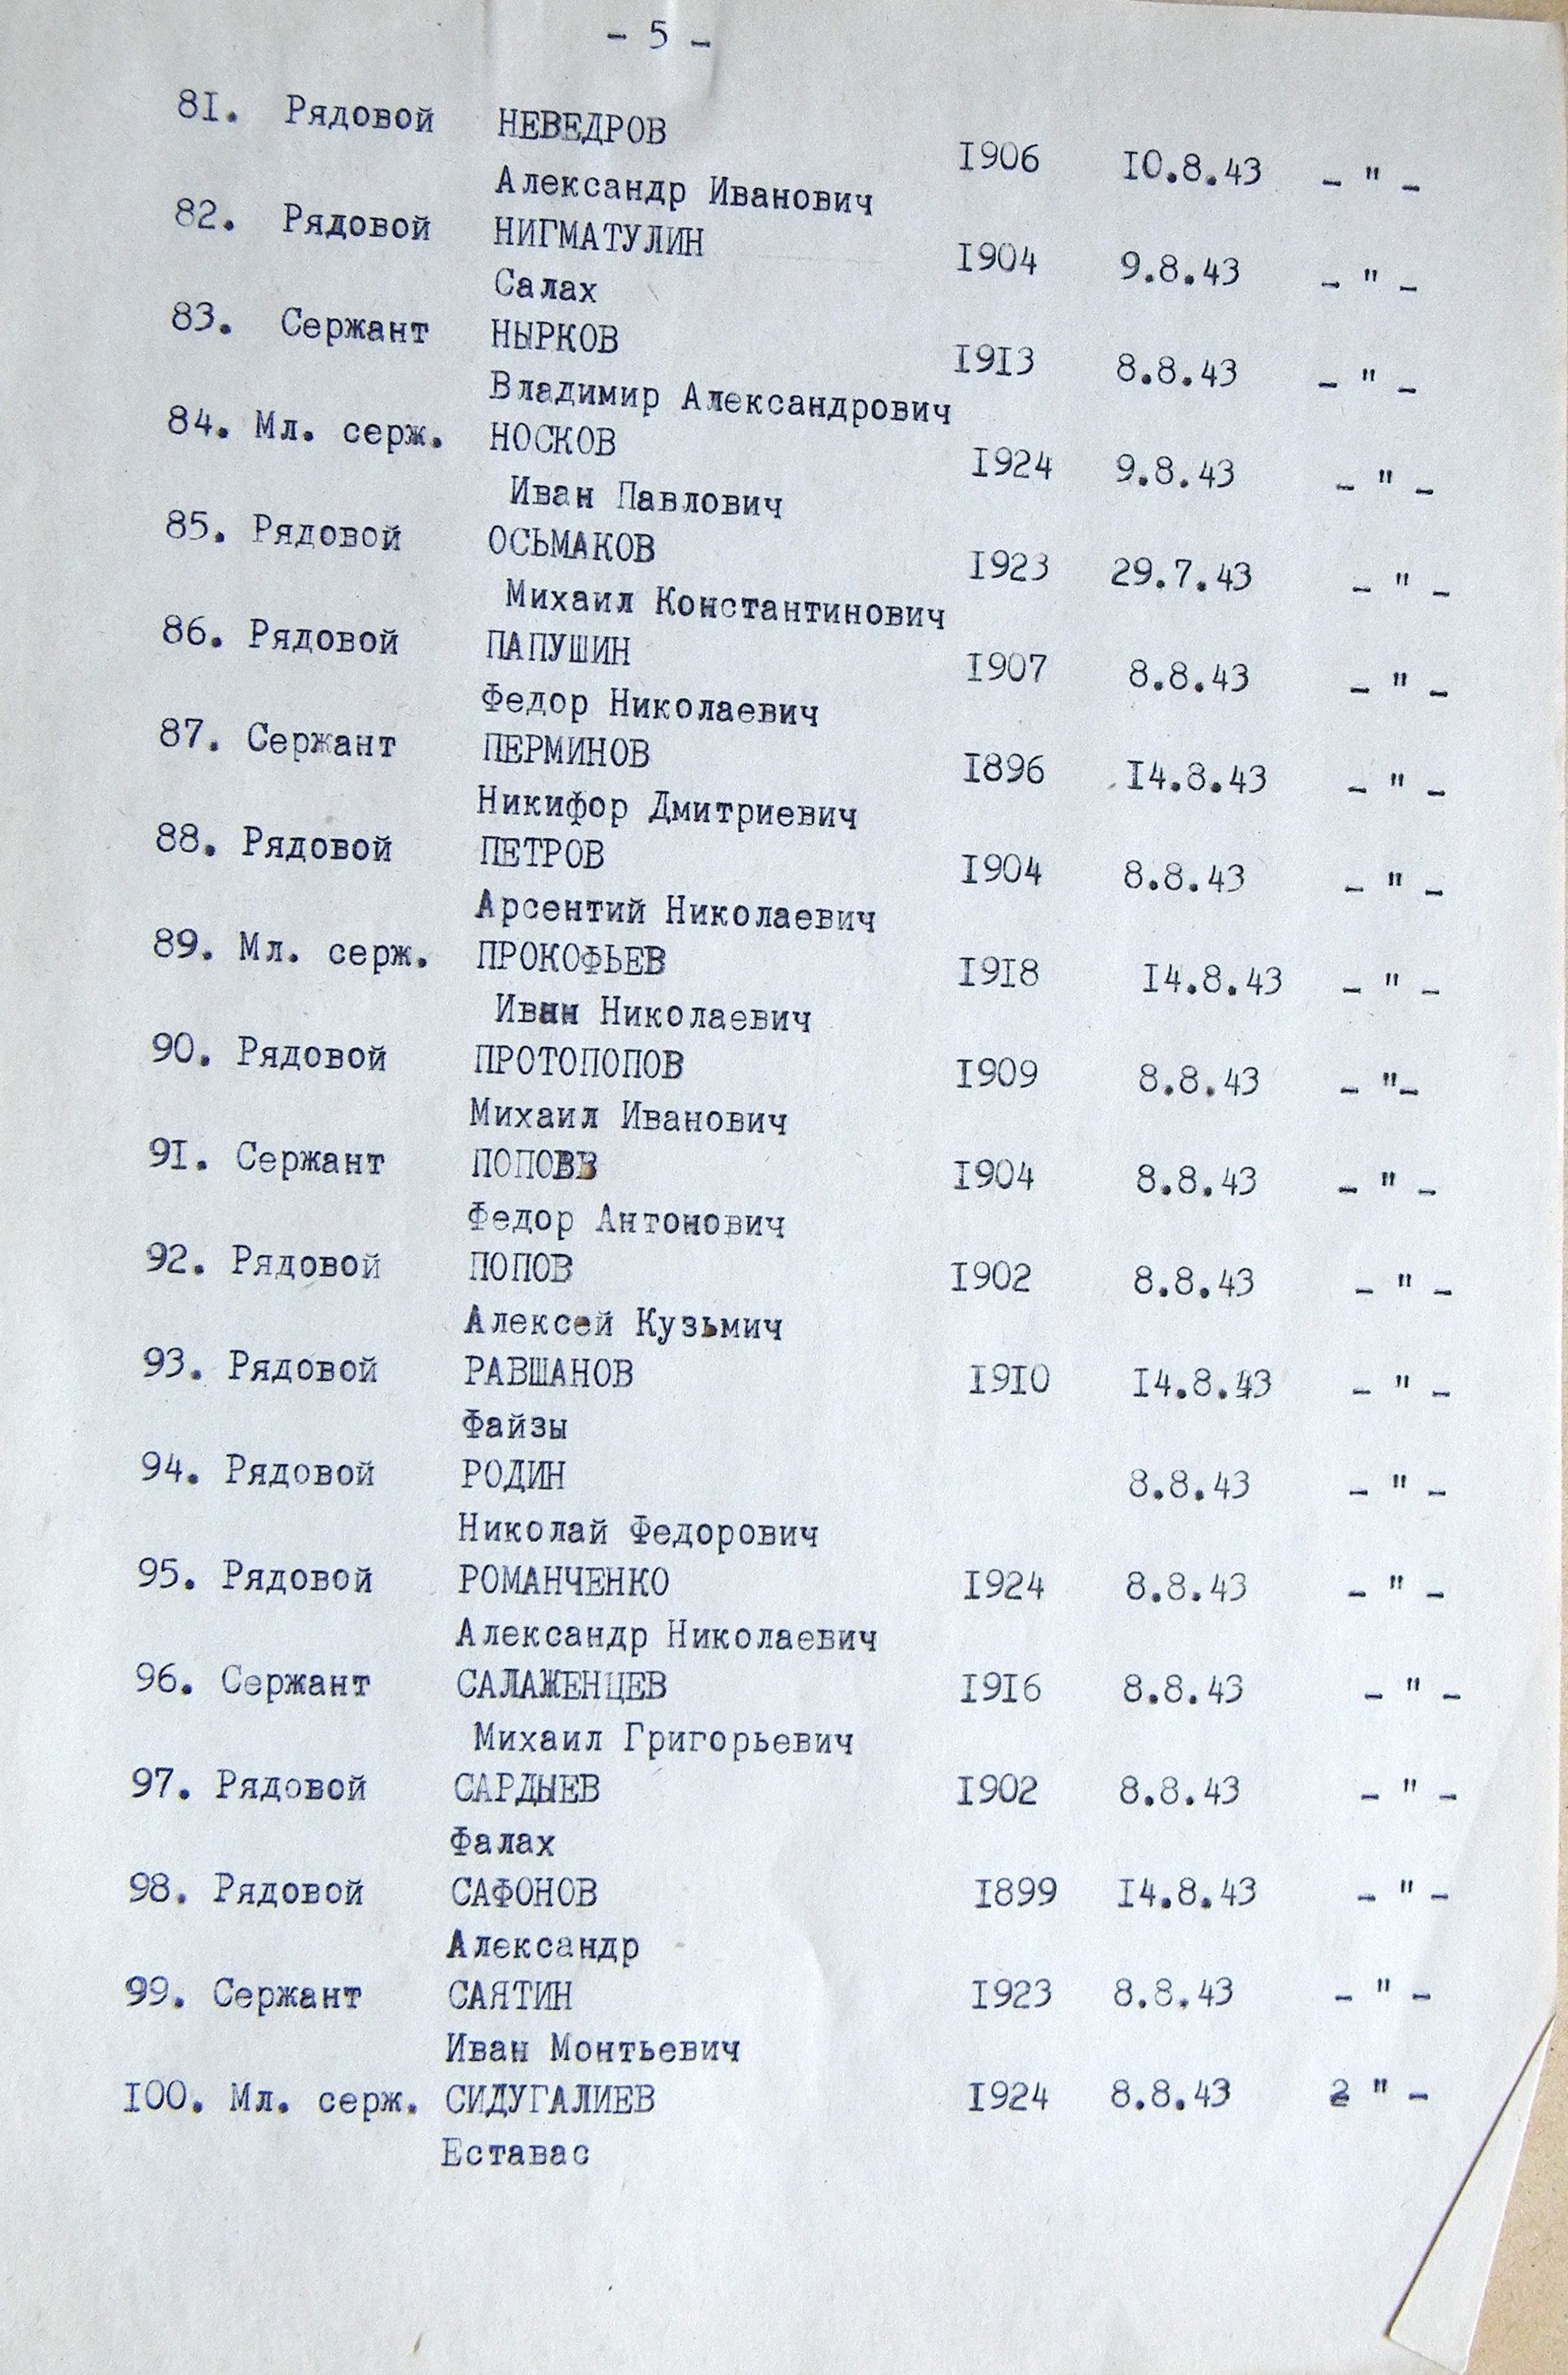 - 5 -
81. Рядовой НЕВЕДРОВ 1906 10.8.43 - " -
Александр Иванович
82. Рядовой НИГМАТУЛИН 1904 9.8.43 - " -
Салах
83. Сержант НЫРКОВ 1913 8.8.43 - " -
Владимир Александрович
84. Мл. серж. НОСКОВ 1924 9.8.43 - " -
Иван Павлович
85. Рядовой ОСЬМАКОВ 1923 29.7.43 - " -
Михаил Константинович
86. Рядовой ПАПУШИН 1907 8.8.43 - " -
Федор Николаевич
87. Сержант ПЕРМИНОВ 1896 14.8.43 - " -
Никифор Дмитриевич
88. Рядовой ПЕТРОВ 1904 8.8.43 - " -
Арсентий Николаевич
89. Мл. серж. ПРОКОФЬЕВ 1918 14.8.43 - " -
Иван Николаевич
90. Рядовой ПРОТОПОПОВ 1909 8.8.43 - "-
Михаил Иванович
91. Сержант ПОПОВВ 1904 8.8.43 - " -
Федор Антонович
92. Рядовой ПОПОВ 1902 8.8.43 - " -
Алексей Кузьмич
93. Рядовой РАВШАНОВ 1910 14.8.43 - " -
Файзы
94. Рядовой РОДИН 8.8.43 - " -
Николай Федорович
95. Рядовой РОМАНЧЕНКО 1924 8.8.43 - " -
Александр Николаевич
96. Сержант САЛАЖЕНЦЕВ 1916 8.8.43 - " -
Михаил Григорьевич
97. Рядовой САРДЫЕВ 1902 8.8.43 - " -
Фалах
98. Рядовой САФОНОВ 1899 14.8.43 - " -
Александр
99. Сержант САЯТИН 1923 8.8.43 - " -
Иван Монтьевич
100. Мл. серж. СИДУГАЛИЕВ 1924 8.8.43 2 " -
Еставас